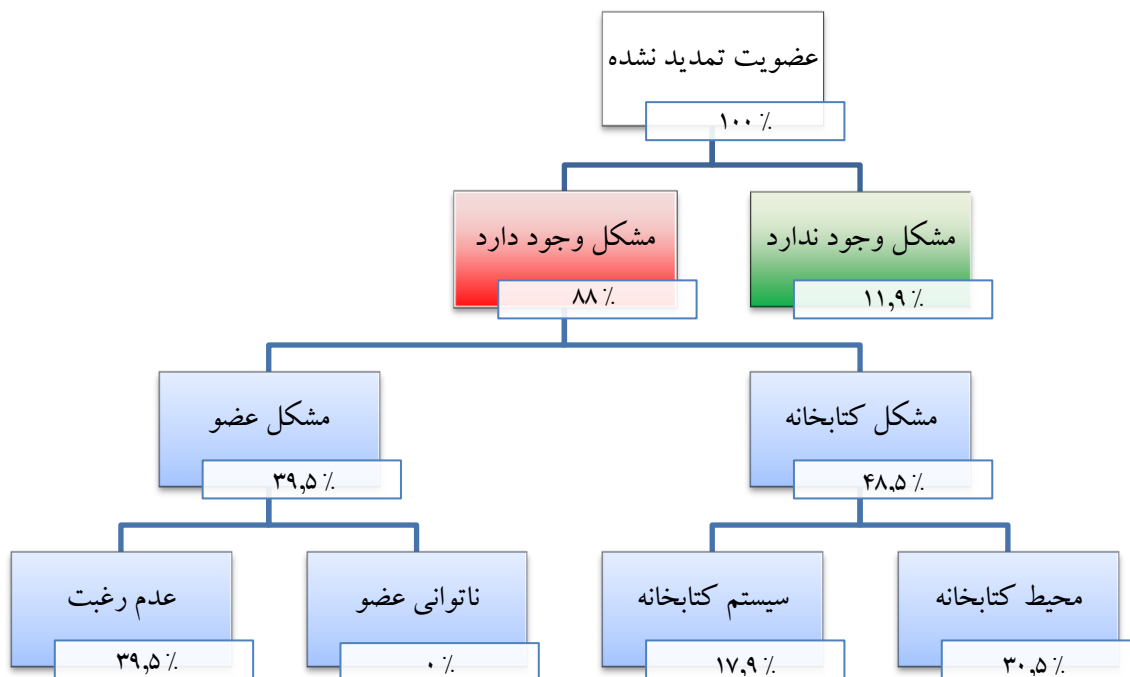 عضویت تمدید نشده
۱۰۰ ٪
مشکل وجود ندارد
۱۱,۹ ٪
مشکل وجود دارد
۸۸ ٪
مشکل کتابخانه
۴۸,۵ ٪
مشکل عضو
۳۹,۵ ٪
محیط کتابخانه
۳۰,۵ ٪
سیستم کتابخانه
۱۷,۹ ٪
ناتوانی عضو
۰ ٪
عدم رغبت
۳۹,۵ ٪